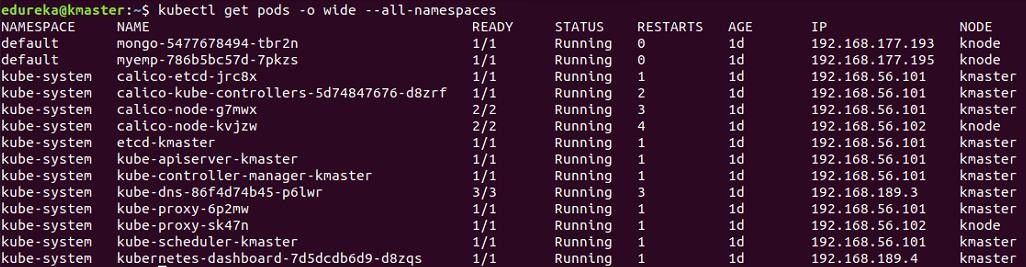 edureka@kmaster:~$ kubectl get pods -o wide --all-namespaces
NAMESPACE NAME READY STATUS RESTARTS AGE IP NODE
default mongo-5477678494-tbr2n 1/1 Running 0 1d 192.168.177.193 knode
default myemp-786b5bc57d-7pkzs 1/1 Running 0 1d 192.168.177.195 knode
kube-system calico-etcd-jrc8x 1/1 Running 1 1d 192.168.56.101 kmaster
kube-system calico-kube-controllers-5d74847676-d8zrf 1/1 Running 2 1d 192.168.56.101 kmaster
kube-system calico-node-g7mwx 2/2 Running 3 1d 192.168.56.101 kmaster
kube-system calico-node-kvjzw 2/2 Running 4 1d 192.168.56.102 knode
kube-system etcd-kmaster 1/1 Running 1 1d 192.168.56.101 kmaster
kube-system kube-apiserver-kmaster 1/1 Running 1 1d 192.168.56.101 kmaster
kube-system kube-controller-manager-kmaster 1/1 Running 1 1d 192.168.56.101 kmaster
kube-system kube-dns-86f4d74b45-p6lwr 3/3 Running 3 1d 192.168.189.3 kmaster
kube-system kube-proxy-6p2mw 1/1 Running 1 1d 192.168.56.101 kmaster
kube-system kube-proxy-sk47n 1/1 Running 1 1d 192.168.56.102 knode
kube-system kube-scheduler-kmaster 1/1 Running 1 1d 192.168.56.101 kmaster
kube-system kubernetes-dashboard-7d5dcdb6d9-d8zqs 1/1 Running 1 1d 192.168.189.4 kmaster